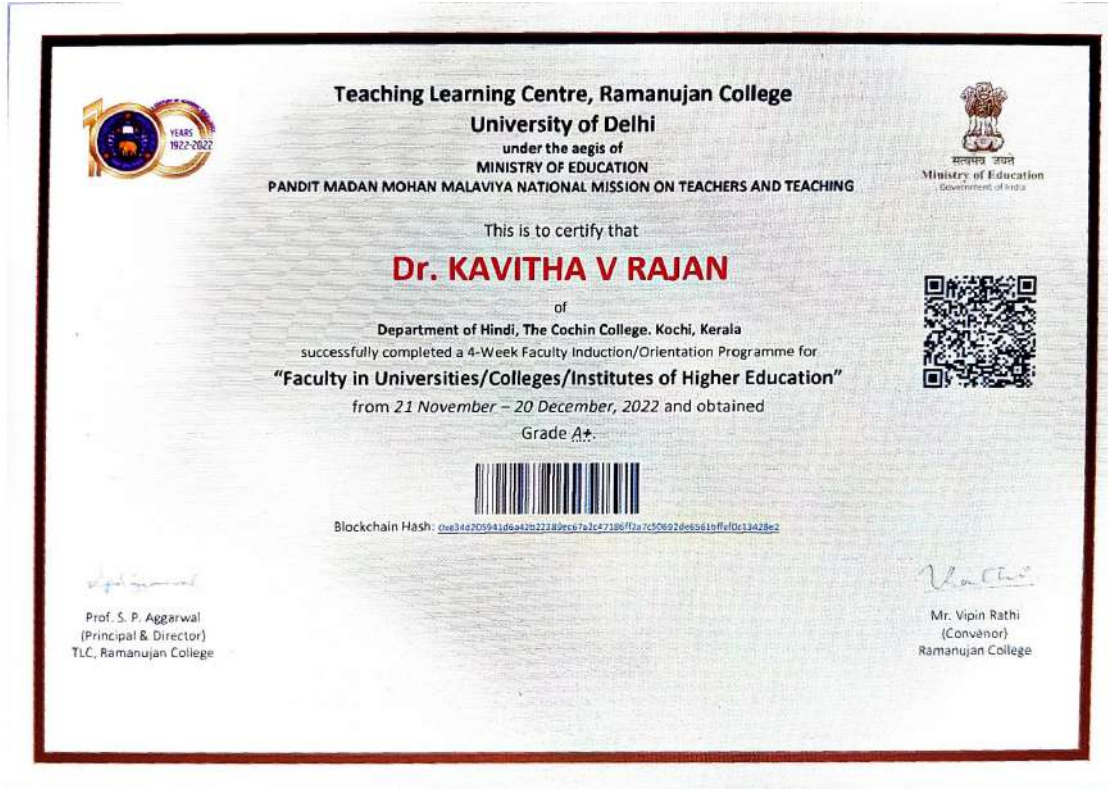 Teaching Learning Centre, Ramanujan College
University of Delhi
under the aegis of
MINISTRY OF EDUCATION
PANDIT MADAN MOHAN MALAVIYA NATIONAL MISSION ON TEACHERS AND TEACHING
YEARS
1922-2022
सत्यमेव जयते
Ministry of Education
Government of India
This is to certify that
Dr. KAVITHA V RAJAN
of
Department of Hindi, The Cochin College. Kochi, Kerala
successfully completed a 4-Week Faculty Induction/Orientation Programme for
"Faculty in Universities/Colleges/Institutes of Higher Education"
from 21 November – 20 December, 2022 and obtained
Grade A+.
Blockchain Hash:
Prof. S. P. Aggarwal
(Principal & Director)
TLC, Ramanujan College
Mr. Vipin Rathi
(Convenor)
Ramanujan College